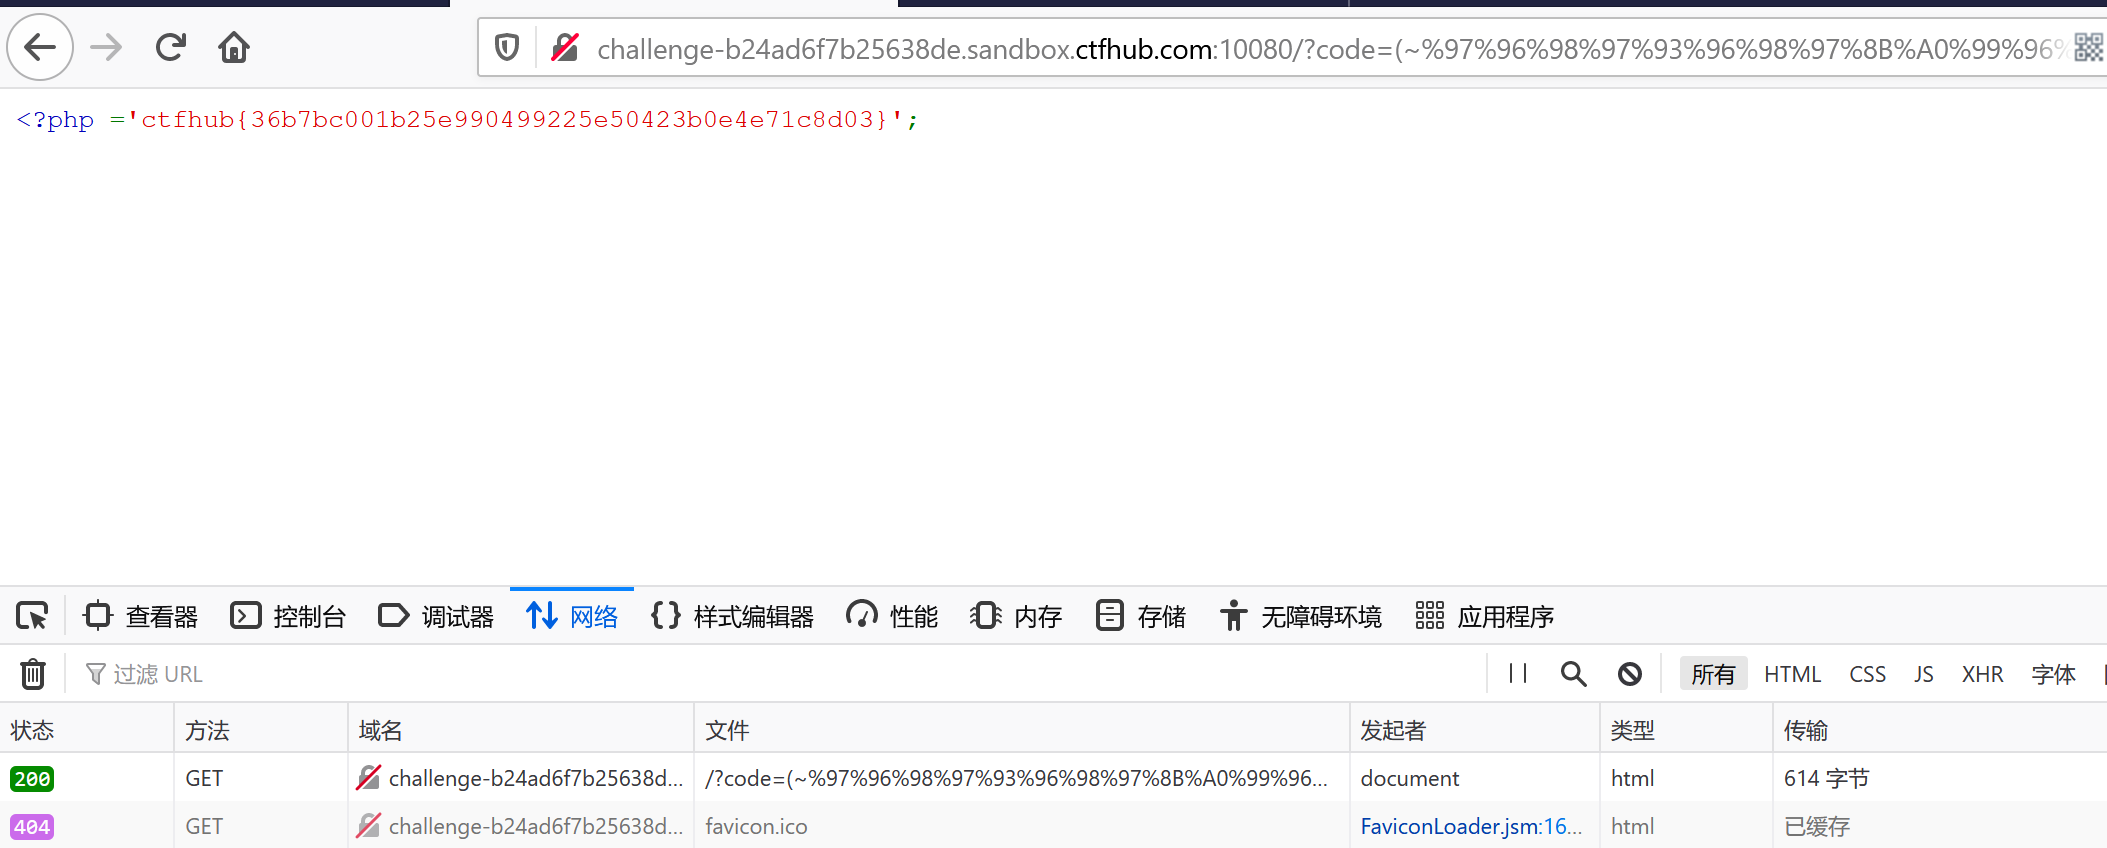 challenge-b24ad6f7b25638de.sandbox.ctfhub.com:10080/?code=(~%97%96%98%97%93%96%98%97%8B%A0%99%96%
<?php ='ctfhub{36b7bc001b25e990499225e50423b0e4e71c8d03}';
查看器 控制台 调试器 网络 {} 样式编辑器 性能 内存 存储 无障碍环境 应用程序
过滤 URL 所有 HTML CSS JS XHR 字体
状态 方法 域名 文件 发起者 类型 传输
200 GET challenge-b24ad6f7b25638d... /?code=(~%97%96%98%97%93%96%98%97%8B%A0%99%96... document html 614 字节
404 GET challenge-b24ad6f7b25638d... favicon.ico FaviconLoader.jsm:16... html 已缓存